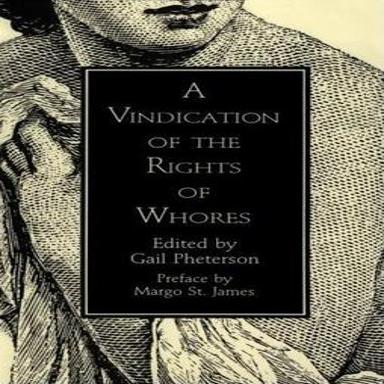 A
VINDICATION
OF THE
RIGHTS
OF
WHORES
Edited by
Gail Pheterson
Preface by
Margo St. James